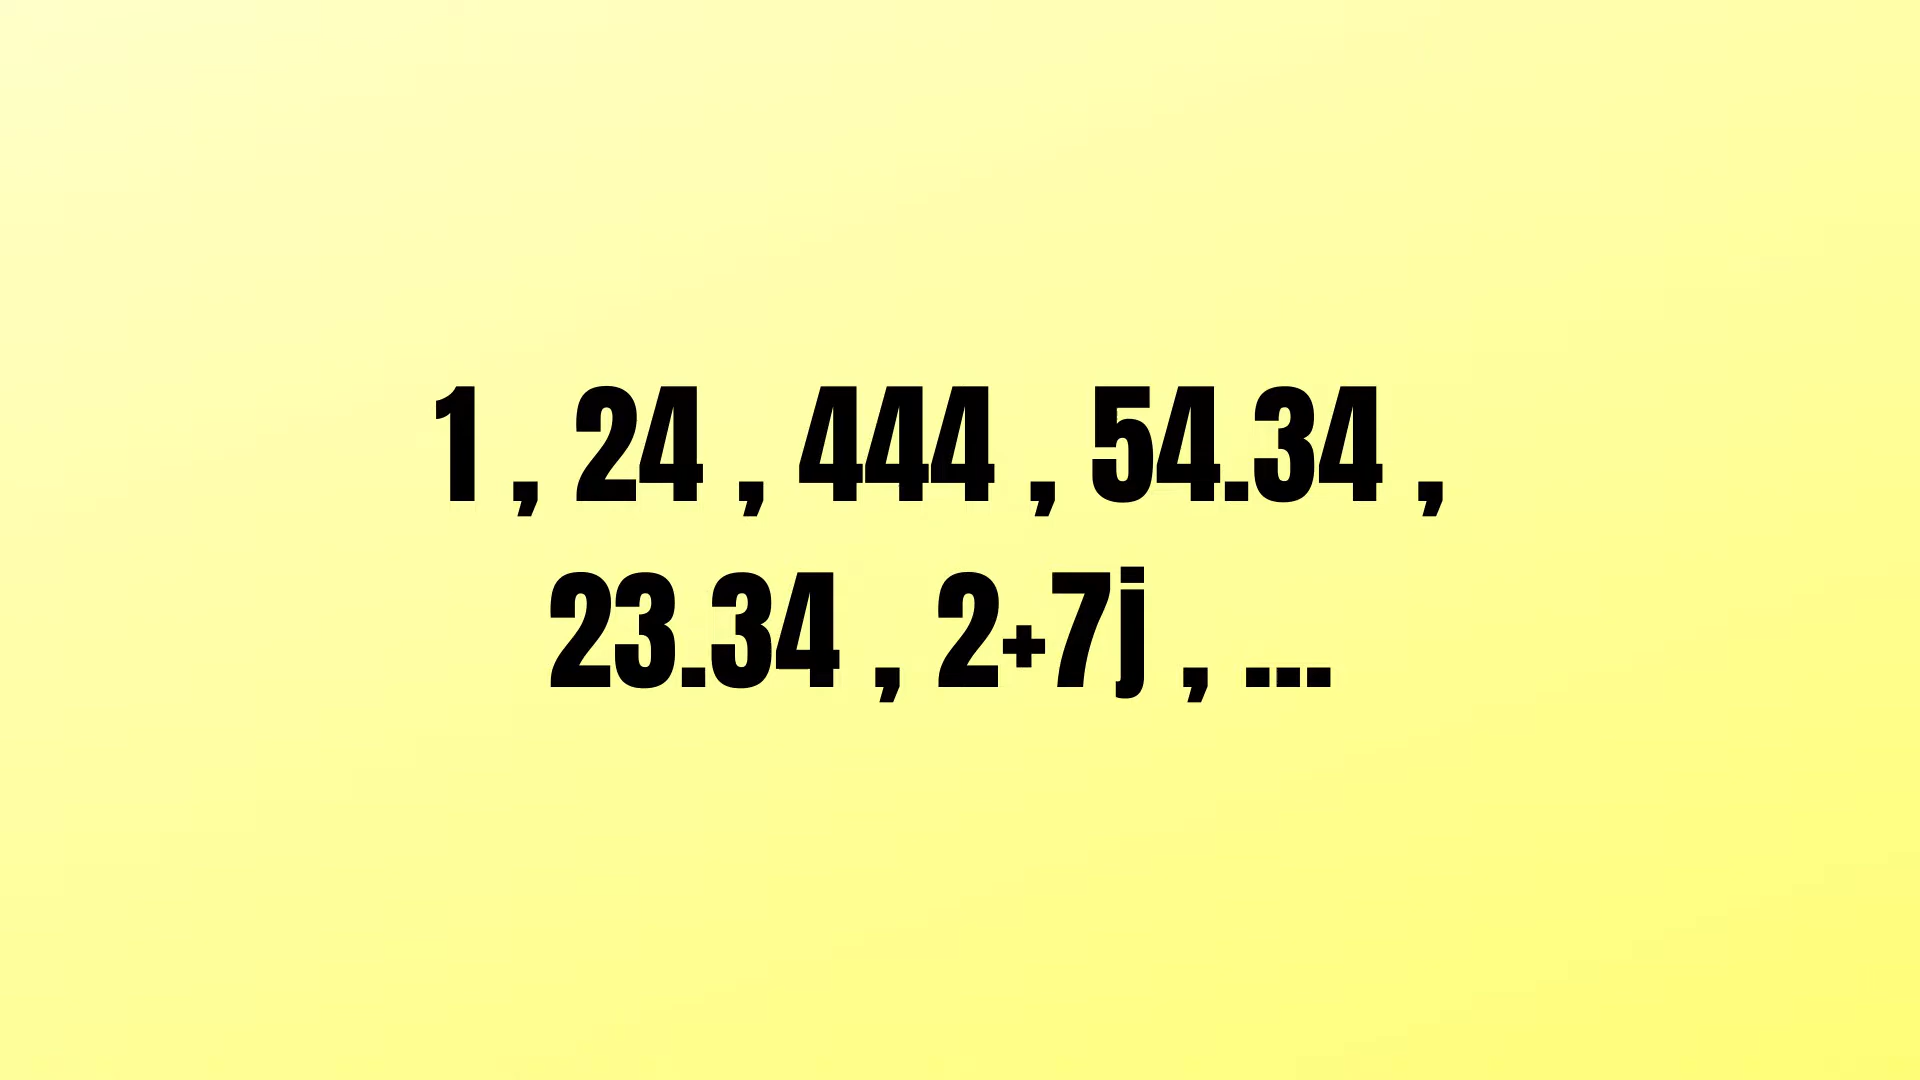 1 , 24 , 444 , 54.34 ,
23.34 , 2+7j , ...